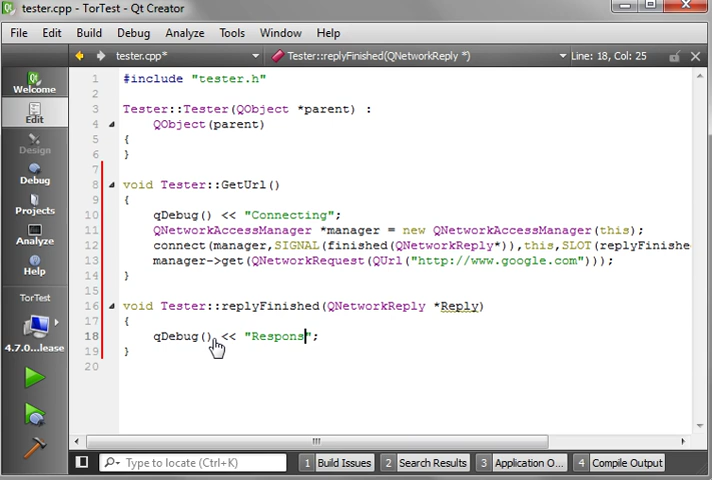 tester.cpp - TorTest - Qt Creator
File Edit Build Debug Analyze Tools Window Help
tester.cpp* Tester::replyFinished(QNetworkReply *) Line: 18, Col: 25
Welcome
Edit
Design
Debug
Projects
Analyze
Help
TorTest
4.7.0...lease
1 #include "tester.h"
2
3 Tester::Tester(QObject *parent) :
4 QObject(parent)
5 {
6 }
7
8 void Tester::GetUrl()
9 {
10 qDebug() << "Connecting";
11 QNetworkAccessManager *manager = new QNetworkAccessManager(this);
12 connect(manager,SIGNAL(finished(QNetworkReply*)),this,SLOT(replyFinishe
13 manager->get(QNetworkRequest(QUrl("http://www.google.com")));
14 }
15
16 void Tester::replyFinished(QNetworkReply *Reply)
17 {
18 qDebug() << "Respons";
19 }
20
Type to locate (Ctrl+K) 1 Build Issues 2 Search Results 3 Application O... 4 Compile Output